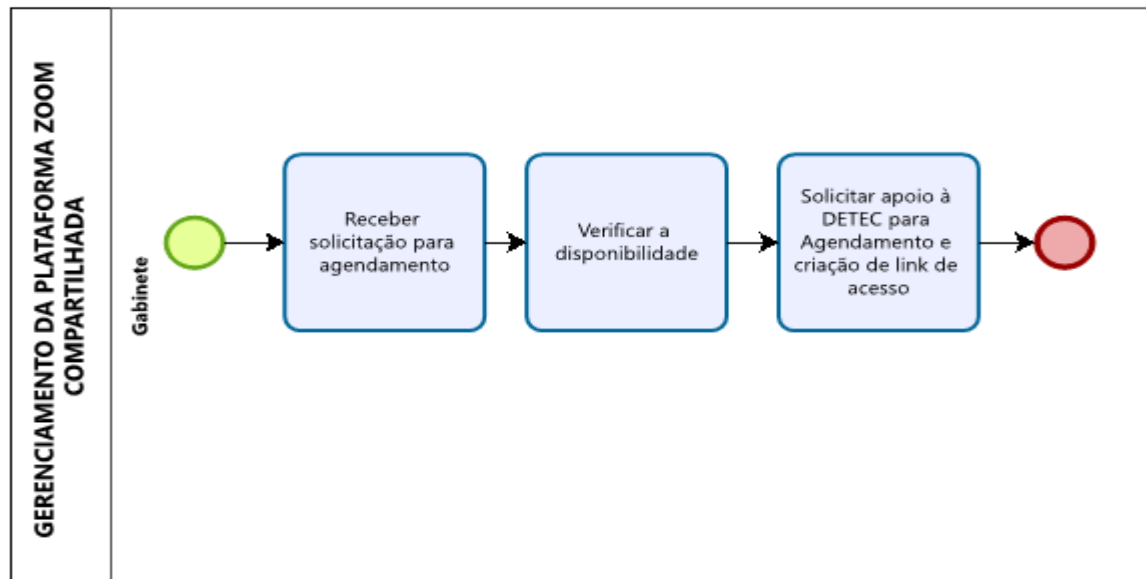 GERENCIAMENTO DA PLATAFORMA ZOOM
COMPARTILHADA
Gabinete
Receber
solicitação para
agendamento
Verificar a
disponibilidade
Solicitar apoio à
DETEC para
Agendamento e
criação de link de
acesso